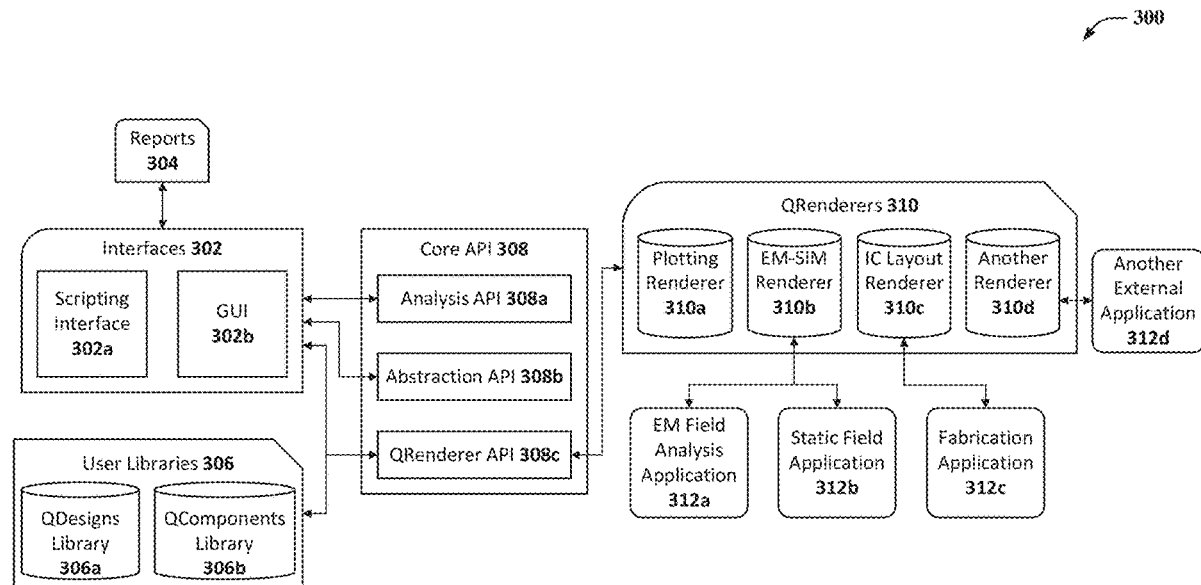 300
Reports
304
Interfaces 302
Scripting
Interface
302a
GUI
302b
User Libraries 306
QDesigns
Library
306a
QComponents
Library
306b
Core API 308
Analysis API 308a
Abstraction API 308b
QRenderer API 308c
QRenderers 310
Plotting
Renderer
310a
EM-SIM
Renderer
310b
IC Layout
Renderer
310c
Another
Renderer
310d
Another
External
Application
312d
EM Field
Analysis
Application
312a
Static Field
Application
312b
Fabrication
Application
312c